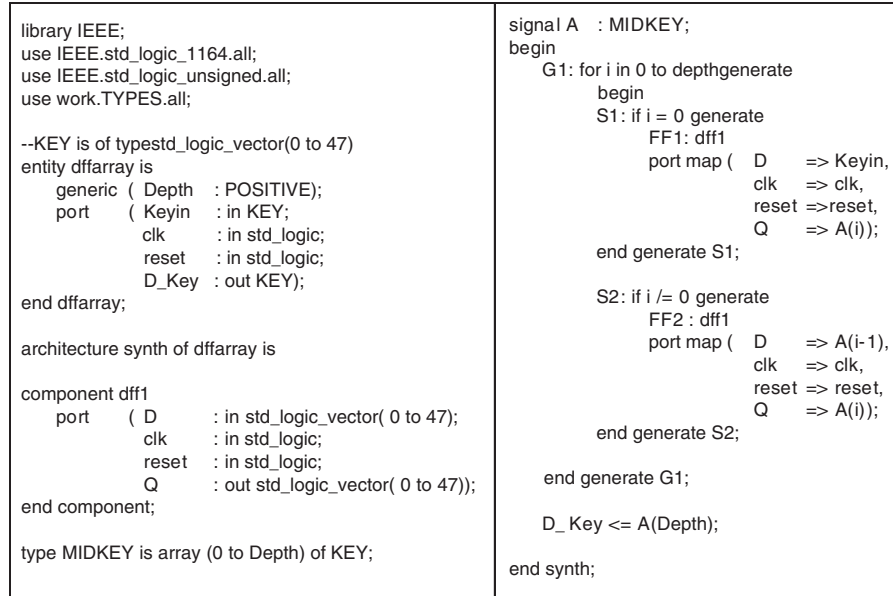 library IEEE;
use IEEE.std_logic_1164.all;
use IEEE.std_logic_unsigned.all;
use work.TYPES.all;
--KEY is of typestd_logic_vector(0 to 47)
entity dffarray is
generic ( Depth : POSITIVE);
port ( Keyin : in KEY;
clk : in std_logic;
reset : in std_logic;
D_Key : out KEY);
end dffarray;
architecture synth of dffarray is
component dff1
port ( D : in std_logic_vector( 0 to 47);
clk : in std_logic;
reset : in std_logic;
Q : out std_logic_vector( 0 to 47));
end component;
type MIDKEY is array (0 to Depth) of KEY;
signal A : MIDKEY;
begin
G1: for i in 0 to depthgenerate
begin
S1: if i = 0 generate
FF1: dff1
port map ( D => Keyin,
clk => clk,
reset =>reset,
Q => A(i));
end generate S1;
S2: if i /= 0 generate
FF2 : dff1
port map ( D => A(i-1),
clk => clk,
reset => reset,
Q => A(i));
end generate S2;
end generate G1;
D_ Key <= A(Depth);
end synth;